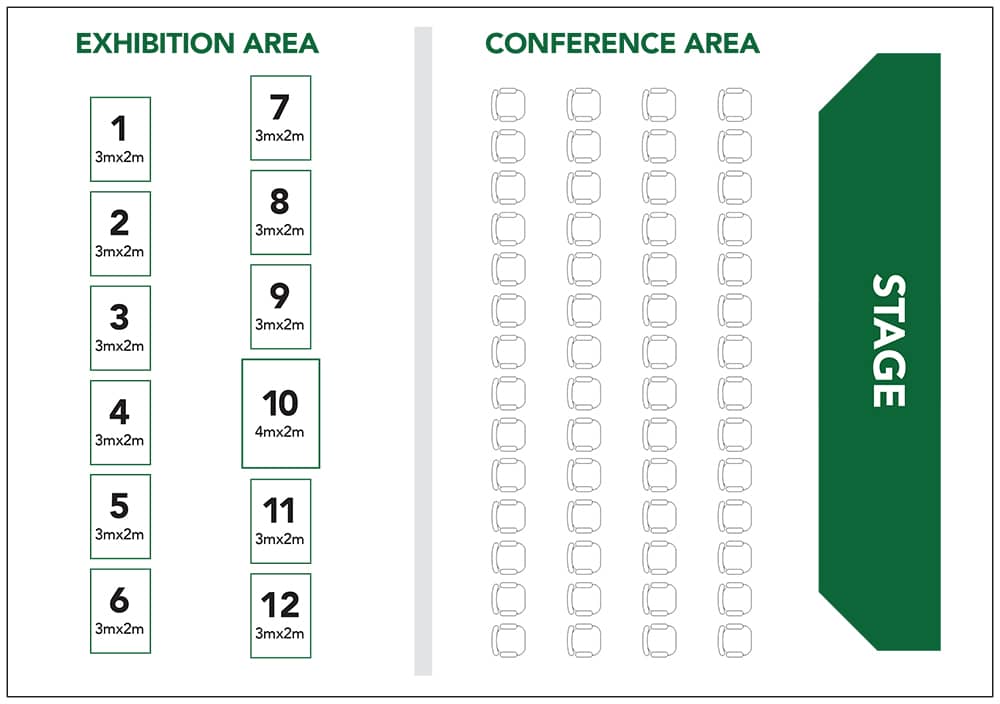 EXHIBITION AREA
1
3mx2m
2
3mx2m
3
3mx2m
4
3mx2m
5
3mx2m
6
3mx2m
7
3mx2m
8
3mx2m
9
3mx2m
10
4mx2m
11
3mx2m
12
3mx2m
CONFERENCE AREA
STAGE